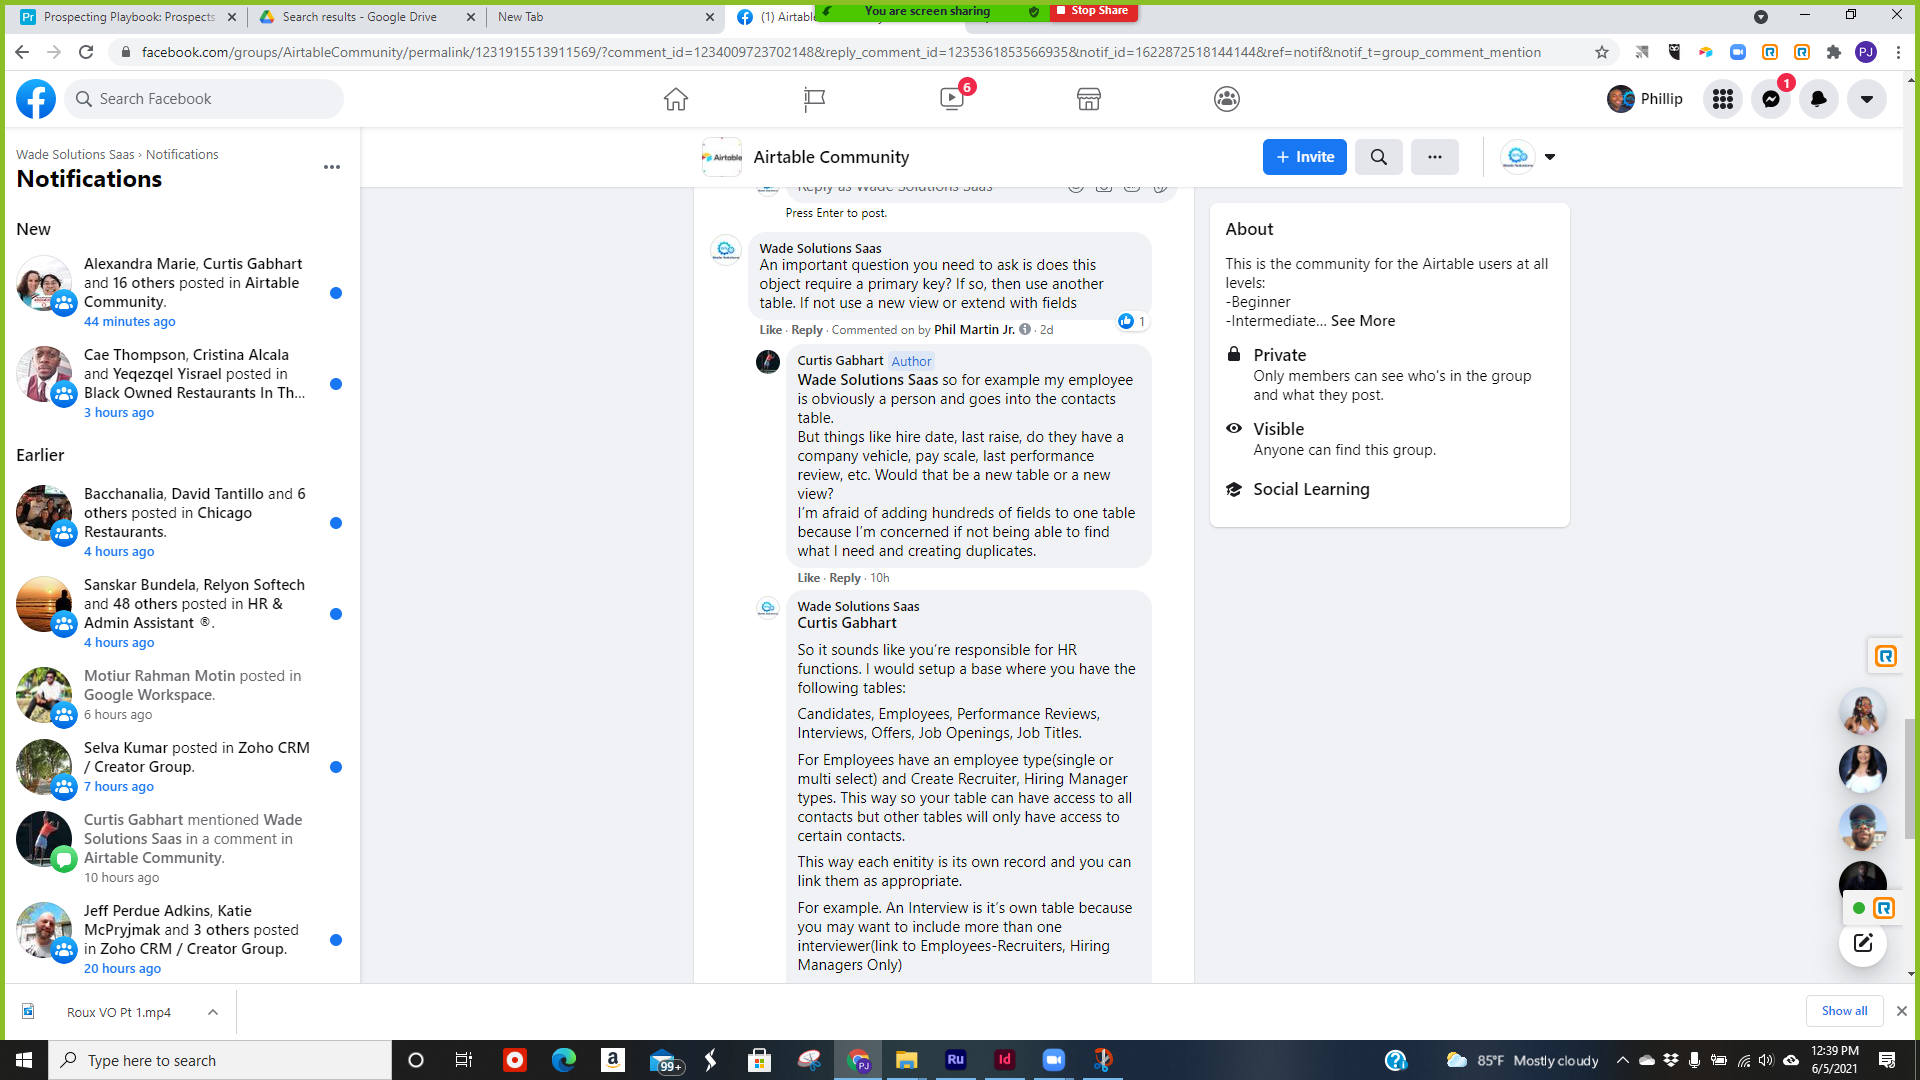 Prospecting Playbook: Prospects
Search results - Google Drive
New Tab
(1) Airtable
You are screen sharing
Stop Share
facebook.com/groups/AirtableCommunity/permalink/1231915513911569/?comment_id=1234009723702148&reply_comment_id=1235361853566935&notif_id=1622872518144144&ref=notif&notif_t=group_comment_mention
PJ
Search Facebook
6
Phillip
1
Wade Solutions Saas › Notifications
Notifications
New
Alexandra Marie, Curtis Gabhart
and 16 others posted in Airtable
Community.
44 minutes ago
Cae Thompson, Cristina Alcala
and Yeqezqel Yisrael posted in
Black Owned Restaurants In Th...
3 hours ago
Earlier
Bacchanalia, David Tantillo and 6
others posted in Chicago
Restaurants.
4 hours ago
Sanskar Bundela, Relyon Softech
and 48 others posted in HR &
Admin Assistant ®.
4 hours ago
Motiur Rahman Motin posted in
Google Workspace.
6 hours ago
Selva Kumar posted in Zoho CRM
/ Creator Group.
7 hours ago
Curtis Gabhart mentioned Wade
Solutions Saas in a comment in
Airtable Community.
10 hours ago
Jeff Perdue Adkins, Katie
McPryjmak and 3 others posted
in Zoho CRM / Creator Group.
20 hours ago
Airtable
Airtable Community
+ Invite
Reply as Wade Solutions Saas
Press Enter to post.
Wade Solutions Saas
An important question you need to ask is does this
object require a primary key? If so, then use another
table. If not use a new view or extend with fields
1
Like · Reply · Commented on by Phil Martin Jr. · 2d
Curtis Gabhart Author
Wade Solutions Saas so for example my employee
is obviously a person and goes into the contacts
table.
But things like hire date, last raise, do they have a
company vehicle, pay scale, last performance
review, etc. Would that be a new table or a new
view?
I'm afraid of adding hundreds of fields to one table
because I'm concerned if not being able to find
what I need and creating duplicates.
Like · Reply · 10h
Wade Solutions Saas
Curtis Gabhart
So it sounds like you're responsible for HR
functions. I would setup a base where you have the
following tables:
Candidates, Employees, Performance Reviews,
Interviews, Offers, Job Openings, Job Titles.
For Employees have an employee type(single or
multi select) and Create Recruiter, Hiring Manager
types. This way so your table can have access to all
contacts but other tables will only have access to
certain contacts.
This way each enitity is its own record and you can
link them as appropriate.
For example. An Interview is it's own table because
you may want to include more than one
interviewer(link to Employees-Recruiters, Hiring
Managers Only)
About
This is the community for the Airtable users at all
levels:
-Beginner
-Intermediate... See More
Private
Only members can see who's in the group
and what they post.
Visible
Anyone can find this group.
Social Learning
Roux VO Pt 1.mp4
Show all
Type here to search
99+
PJ
Ru
Id
85°F Mostly cloudy
12:39 PM
6/5/2021